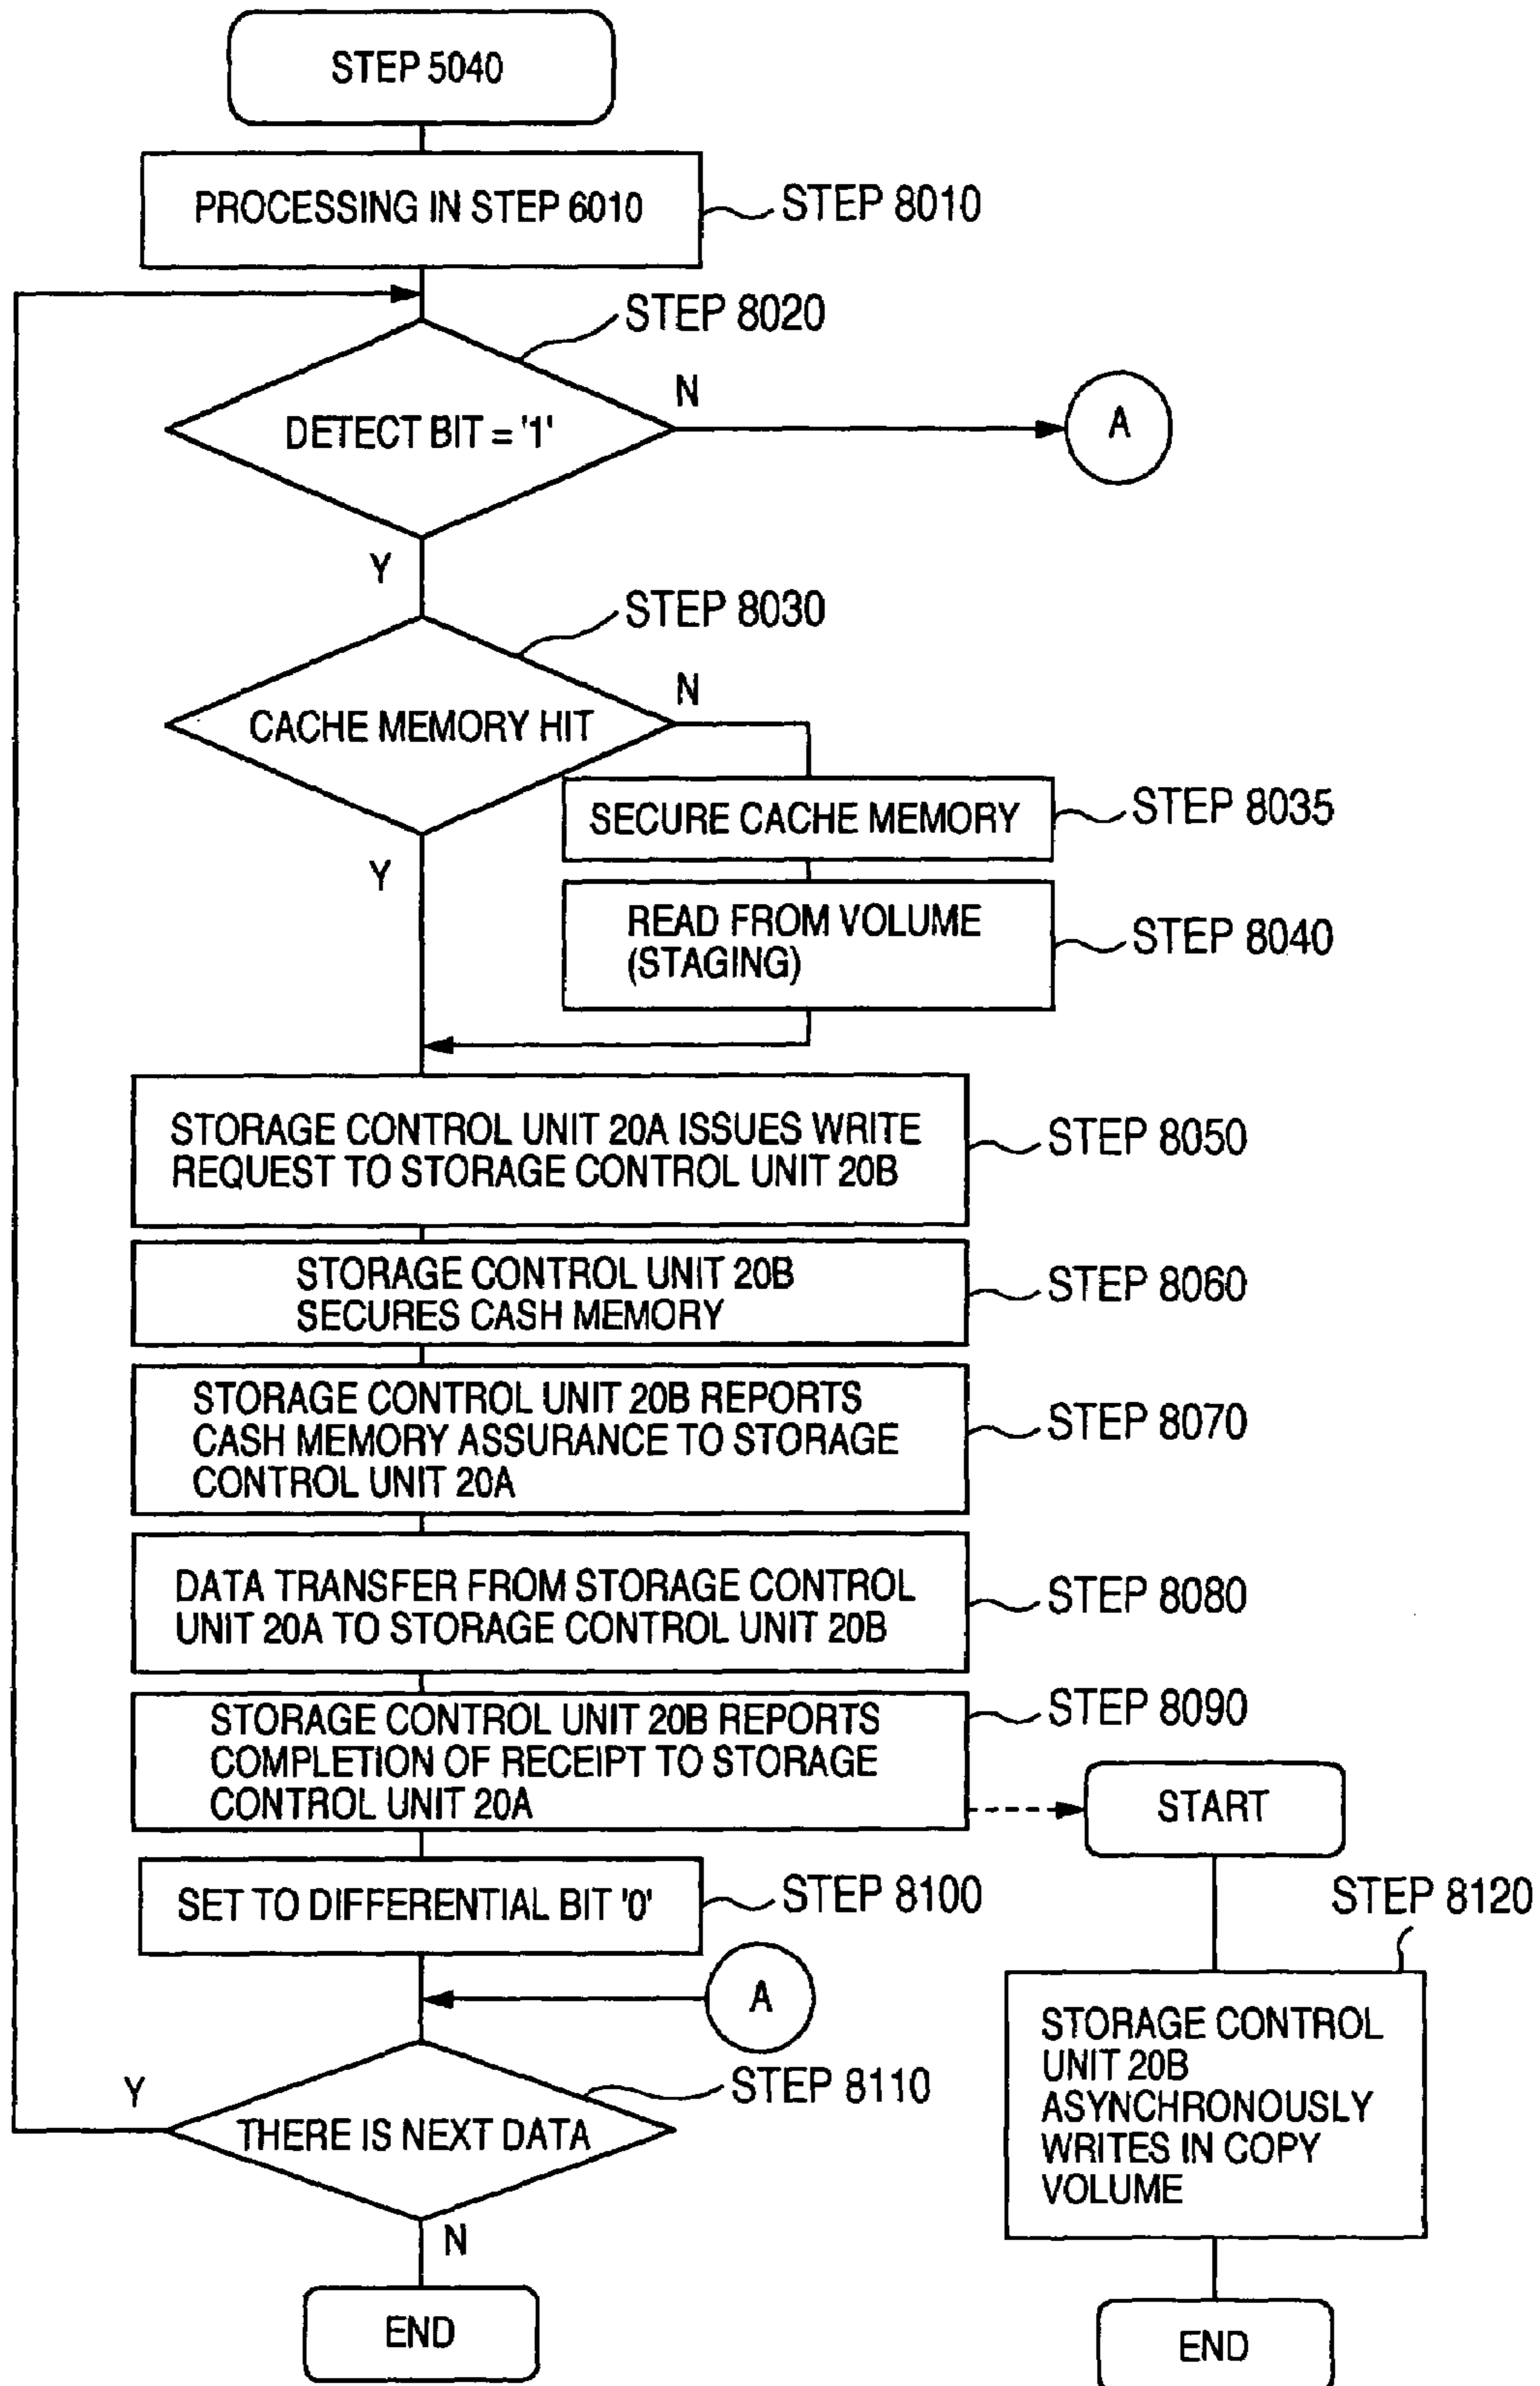 STEP 5040
PROCESSING IN STEP 6010
STEP 8010
STEP 8020
DETECT BIT = '1'
N
A
Y
STEP 8030
CACHE MEMORY HIT
N
SECURE CACHE MEMORY
STEP 8035
Y
READ FROM VOLUME
(STAGING)
STEP 8040
STORAGE CONTROL UNIT 20A ISSUES WRITE
REQUEST TO STORAGE CONTROL UNIT 20B
STEP 8050
STORAGE CONTROL UNIT 20B
SECURES CASH MEMORY
STEP 8060
STORAGE CONTROL UNIT 20B REPORTS
CASH MEMORY ASSURANCE TO STORAGE
CONTROL UNIT 20A
STEP 8070
DATA TRANSFER FROM STORAGE CONTROL
UNIT 20A TO STORAGE CONTROL UNIT 20B
STEP 8080
STORAGE CONTROL UNIT 20B REPORTS
COMPLETION OF RECEIPT TO STORAGE
CONTROL UNIT 20A
STEP 8090
START
SET TO DIFFERENTIAL BIT '0'
STEP 8100
STEP 8120
A
STORAGE CONTROL
UNIT 20B
ASYNCHRONOUSLY
WRITES IN COPY
VOLUME
Y
STEP 8110
THERE IS NEXT DATA
N
END
END